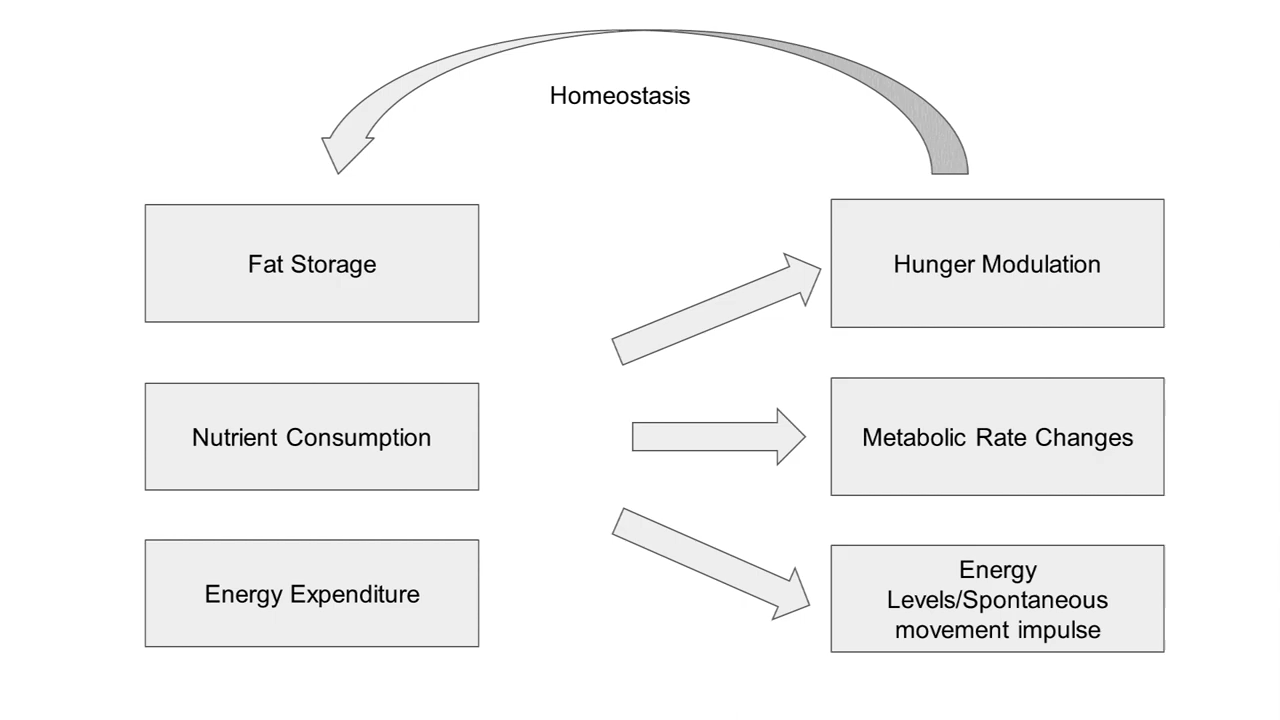 Homeostasis
Fat Storage
Hunger Modulation
Nutrient Consumption
Metabolic Rate Changes
Energy Expenditure
Energy
Levels/Spontaneous
movement impulse